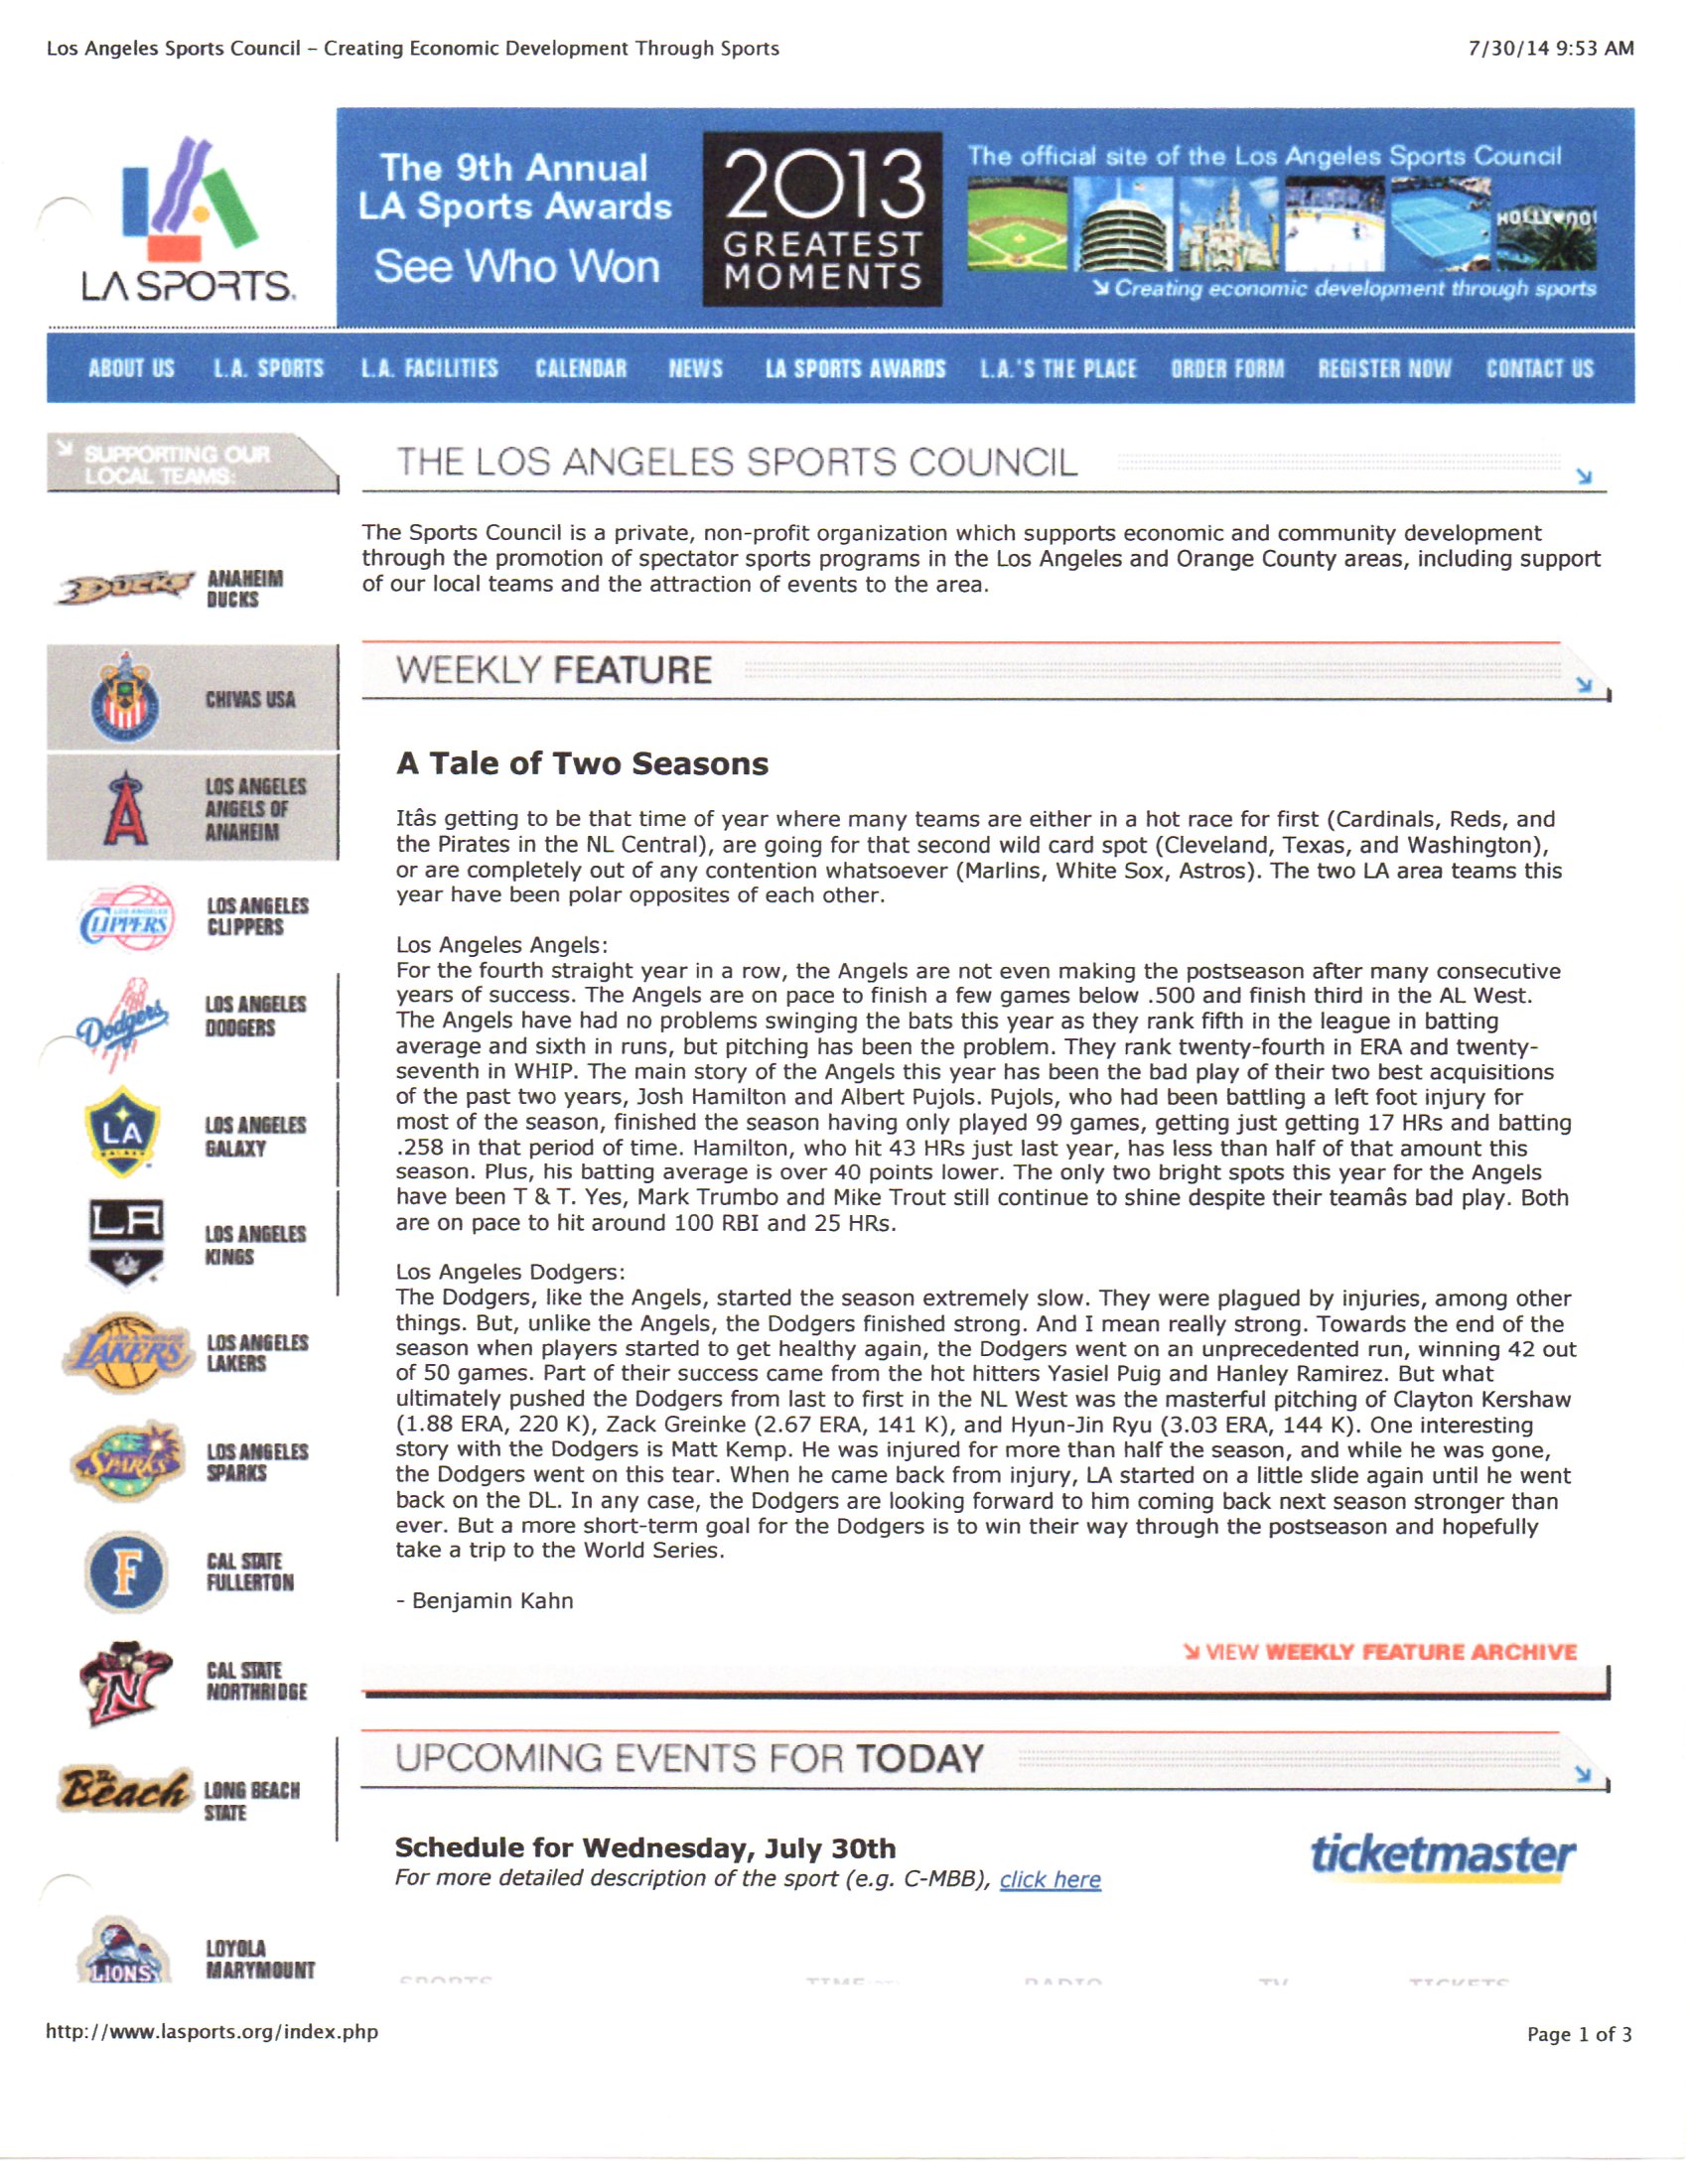 Los Angeles Sports Council – Creating Economic Development Through Sports
7/30/14 9:53 AM
LA SPORTS.
The 9th Annual
LA Sports Awards
See Who Won
2013
GREATEST
MOMENTS
The official site of the Los Angeles Sports Council
HOLLYWOO
Creating economic development through sports
ABOUT US L.A. SPORTS L.A. FACILITIES CALENDAR NEWS LA SPORTS AWARDS L.A.'S THE PLACE ORDER FORM REGISTER NOW CONTACT US
SUPPORTING OUR
LOCAL TEAMS:
DUCKS
ANAHEIM
DUCKS
CHIVAS USA
A
LOS ANGELES
ANGELS OF
ANAHEIM
LOS ANGELES
CLIPPERS
LOS ANGELES
CLIPPERS
Dodgers
LOS ANGELES
DODGERS
LA
GALAXY
LOS ANGELES
GALAXY
LA
LOS ANGELES
KINGS
LOS ANGELES
LAKERS
LOS ANGELES
LAKERS
SPARKS
LOS ANGELES
SPARKS
F
CAL STATE
FULLERTON
N
CAL STATE
NORTHRIDGE
The
Beach
LONG BEACH
STATE
LIONS
LOYOLA
MARYMOUNT
THE LOS ANGELES SPORTS COUNCIL
The Sports Council is a private, non-profit organization which supports economic and community development
through the promotion of spectator sports programs in the Los Angeles and Orange County areas, including support
of our local teams and the attraction of events to the area.
WEEKLY FEATURE
A Tale of Two Seasons
Itâs getting to be that time of year where many teams are either in a hot race for first (Cardinals, Reds, and
the Pirates in the NL Central), are going for that second wild card spot (Cleveland, Texas, and Washington),
or are completely out of any contention whatsoever (Marlins, White Sox, Astros). The two LA area teams this
year have been polar opposites of each other.
Los Angeles Angels:
For the fourth straight year in a row, the Angels are not even making the postseason after many consecutive
years of success. The Angels are on pace to finish a few games below .500 and finish third in the AL West.
The Angels have had no problems swinging the bats this year as they rank fifth in the league in batting
average and sixth in runs, but pitching has been the problem. They rank twenty-fourth in ERA and twenty-
seventh in WHIP. The main story of the Angels this year has been the bad play of their two best acquisitions
of the past two years, Josh Hamilton and Albert Pujols. Pujols, who had been battling a left foot injury for
most of the season, finished the season having only played 99 games, getting just getting 17 HRs and batting
.258 in that period of time. Hamilton, who hit 43 HRs just last year, has less than half of that amount this
season. Plus, his batting average is over 40 points lower. The only two bright spots this year for the Angels
have been T & T. Yes, Mark Trumbo and Mike Trout still continue to shine despite their teamâs bad play. Both
are on pace to hit around 100 RBI and 25 HRs.
Los Angeles Dodgers:
The Dodgers, like the Angels, started the season extremely slow. They were plagued by injuries, among other
things. But, unlike the Angels, the Dodgers finished strong. And I mean really strong. Towards the end of the
season when players started to get healthy again, the Dodgers went on an unprecedented run, winning 42 out
of 50 games. Part of their success came from the hot hitters Yasiel Puig and Hanley Ramirez. But what
ultimately pushed the Dodgers from last to first in the NL West was the masterful pitching of Clayton Kershaw
(1.88 ERA, 220 K), Zack Greinke (2.67 ERA, 141 K), and Hyun-Jin Ryu (3.03 ERA, 144 K). One interesting
story with the Dodgers is Matt Kemp. He was injured for more than half the season, and while he was gone,
the Dodgers went on this tear. When he came back from injury, LA started on a little slide again until he went
back on the DL. In any case, the Dodgers are looking forward to him coming back next season stronger than
ever. But a more short-term goal for the Dodgers is to win their way through the postseason and hopefully
take a trip to the World Series.
- Benjamin Kahn
VIEW WEEKLY FEATURE ARCHIVE
UPCOMING EVENTS FOR TODAY
Schedule for Wednesday, July 30th
For more detailed description of the sport (e.g. C-MBB), click here
ticketmaster
SPORTS TIME RADIO TV TICKETS
http://www.lasports.org/index.php
Page 1 of 3